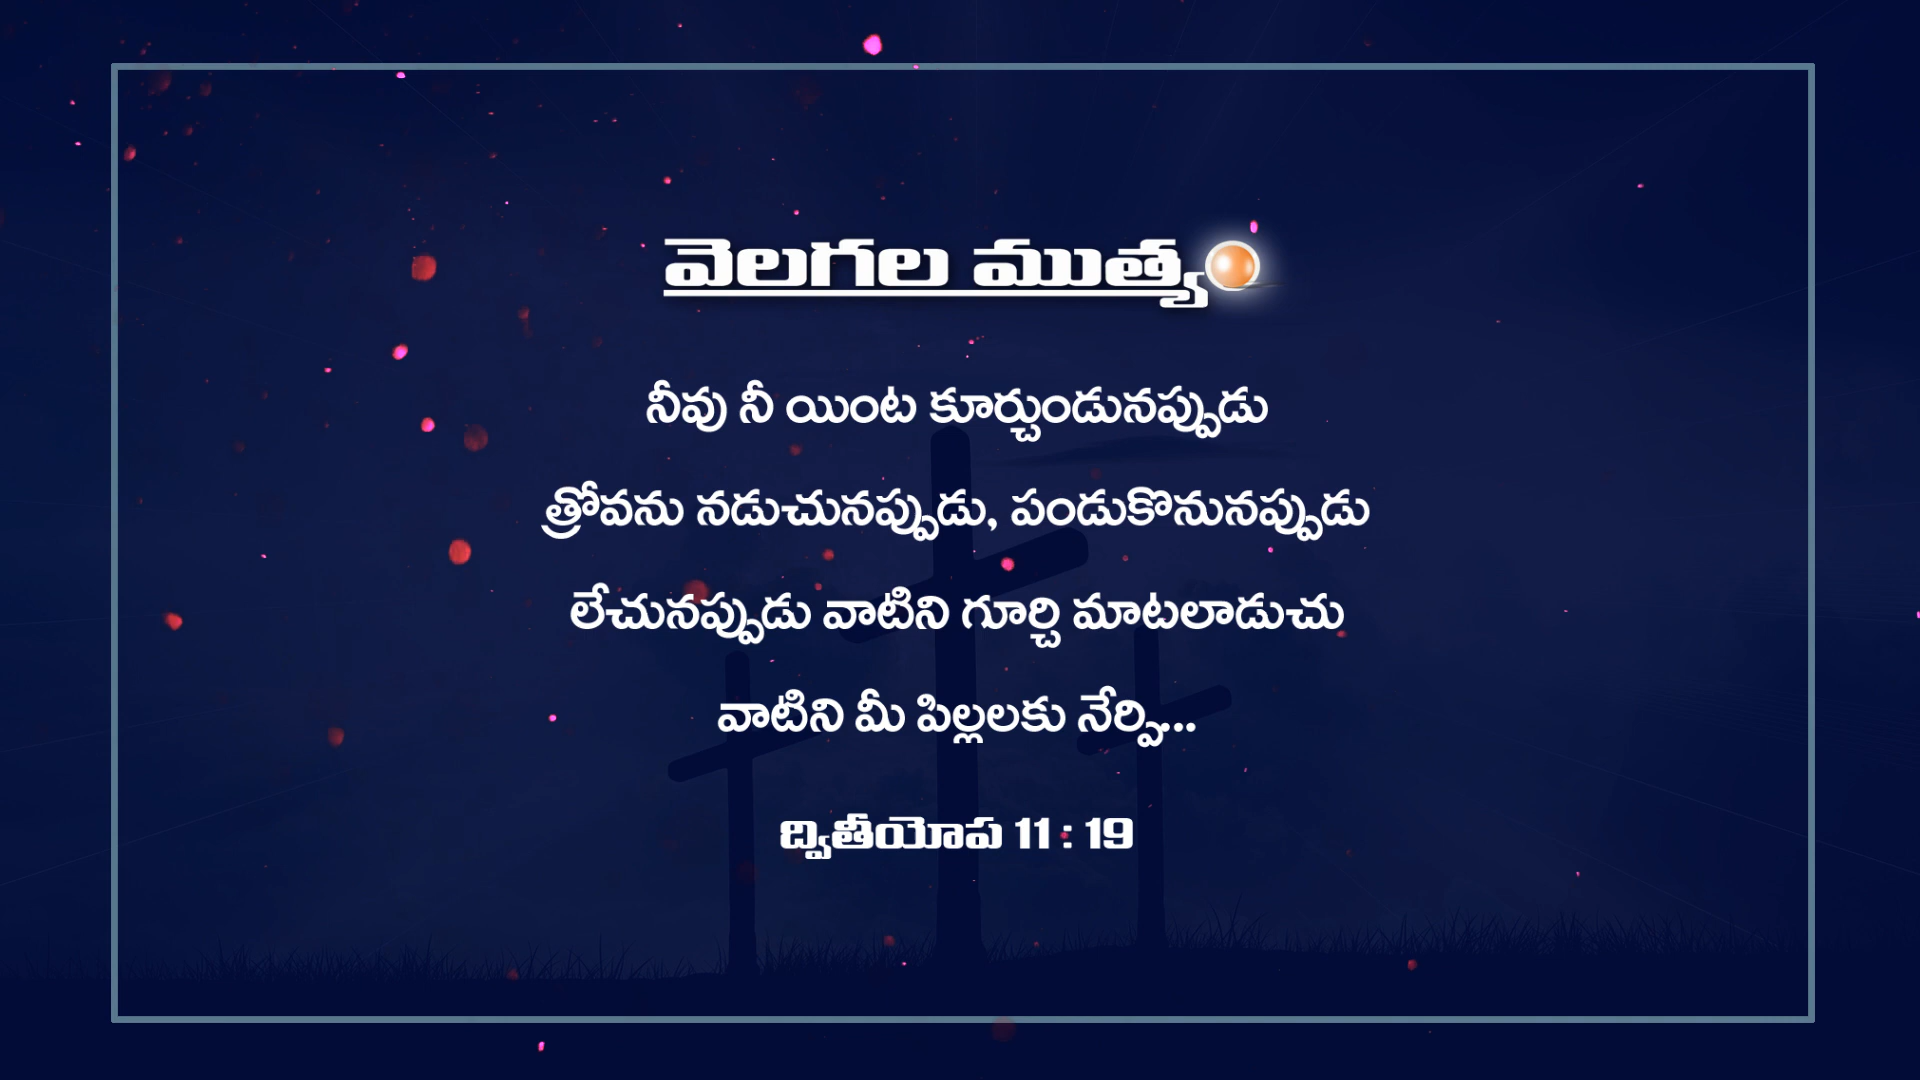 వెలగల ముత్యం
నీవు నీ యింట కూర్చుండునప్పుడు
త్రోవను నడుచునప్పుడు, పండుకొనునప్పుడు
లేచునప్పుడు వాటిని గూర్చి మాటలాడుచు
వాటిని మీ పిల్లలకు నేర్పి...
ద్వితీయోప 11 : 19